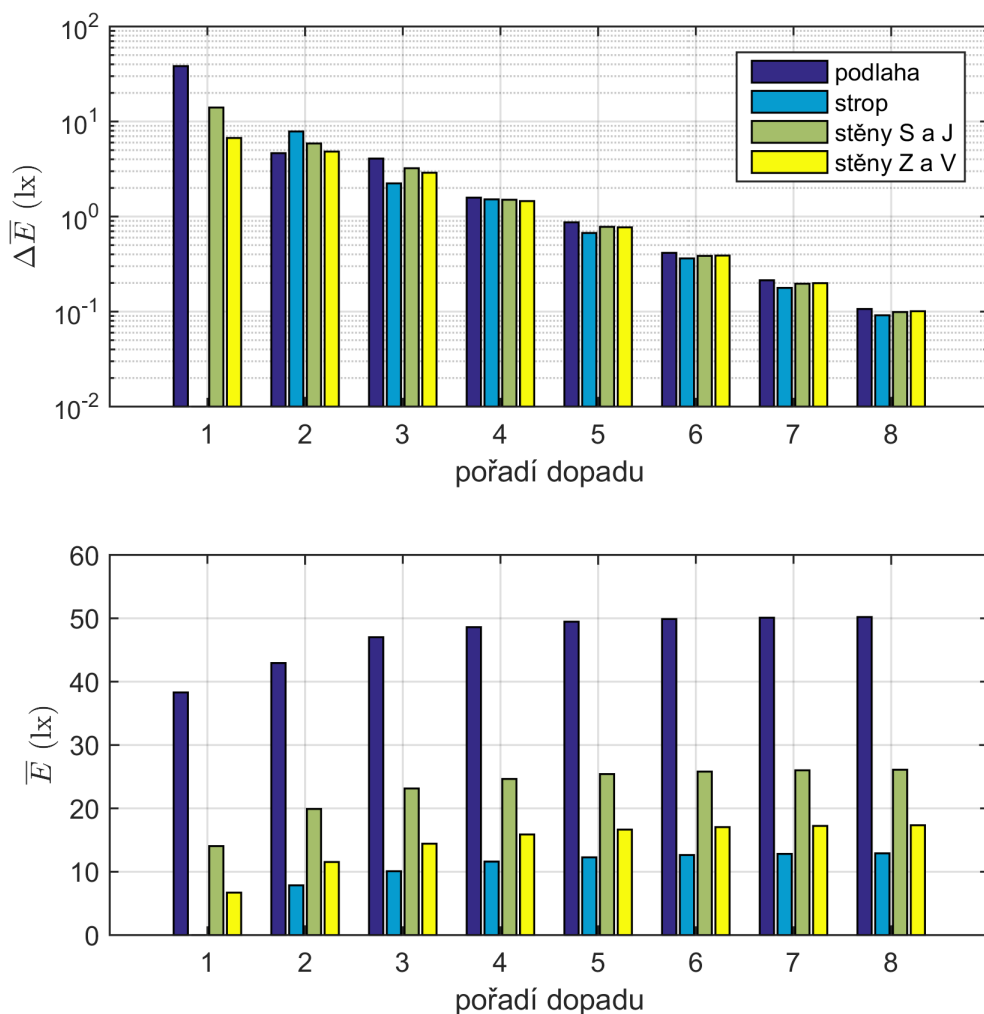 10^2
10^1
10^0
10^-1
10^-2
ΔE̅ (lx)
podlaha
strop
stěny S a J
stěny Z a V
1 2 3 4 5 6 7 8
pořadí dopadu
60
50
40
30
20
10
0
E̅ (lx)
1 2 3 4 5 6 7 8
pořadí dopadu